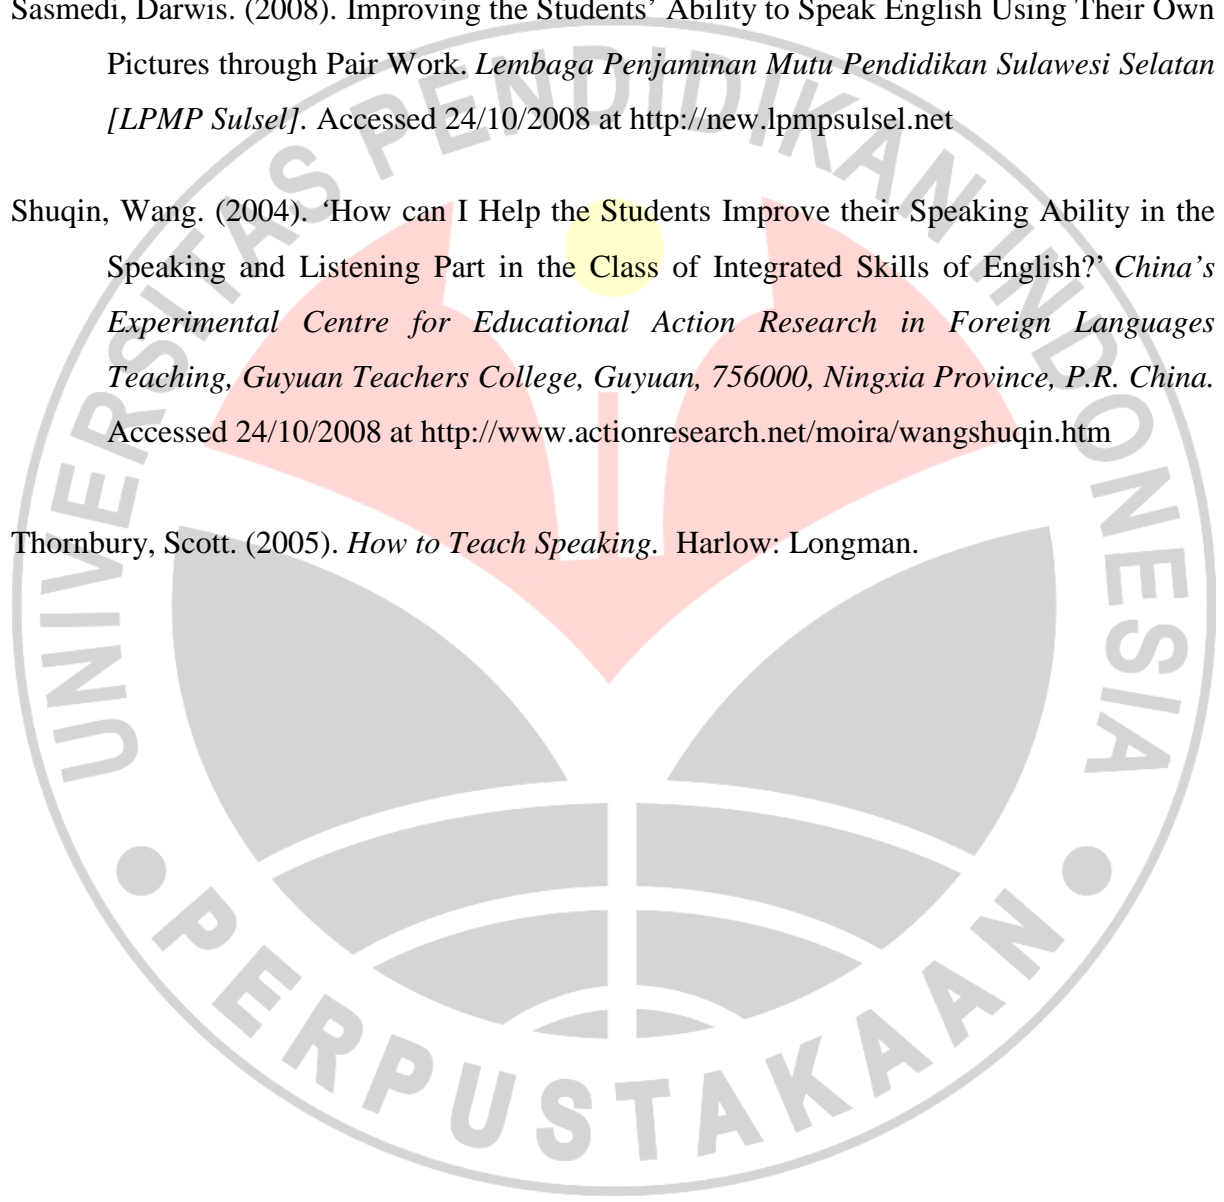 Sasmedi, Darwis. (2008). Improving the Students’ Ability to Speak English Using Their Own
Pictures through Pair Work. Lembaga Penjaminan Mutu Pendidikan Sulawesi Selatan
[LPMP Sulsel]. Accessed 24/10/2008 at http://new.lpmpsulsel.net
Shuqin, Wang. (2004). ‘How can I Help the Students Improve their Speaking Ability in the
Speaking and Listening Part in the Class of Integrated Skills of English?’ China’s
Experimental Centre for Educational Action Research in Foreign Languages
Teaching, Guyuan Teachers College, Guyuan, 756000, Ningxia Province, P.R. China.
Accessed 24/10/2008 at http://www.actionresearch.net/moira/wangshuqin.htm
Thornbury, Scott. (2005). How to Teach Speaking. Harlow: Longman.
UNIVERSITAS PENDIDIKAN INDONESIA
PERPUSTAKAAN